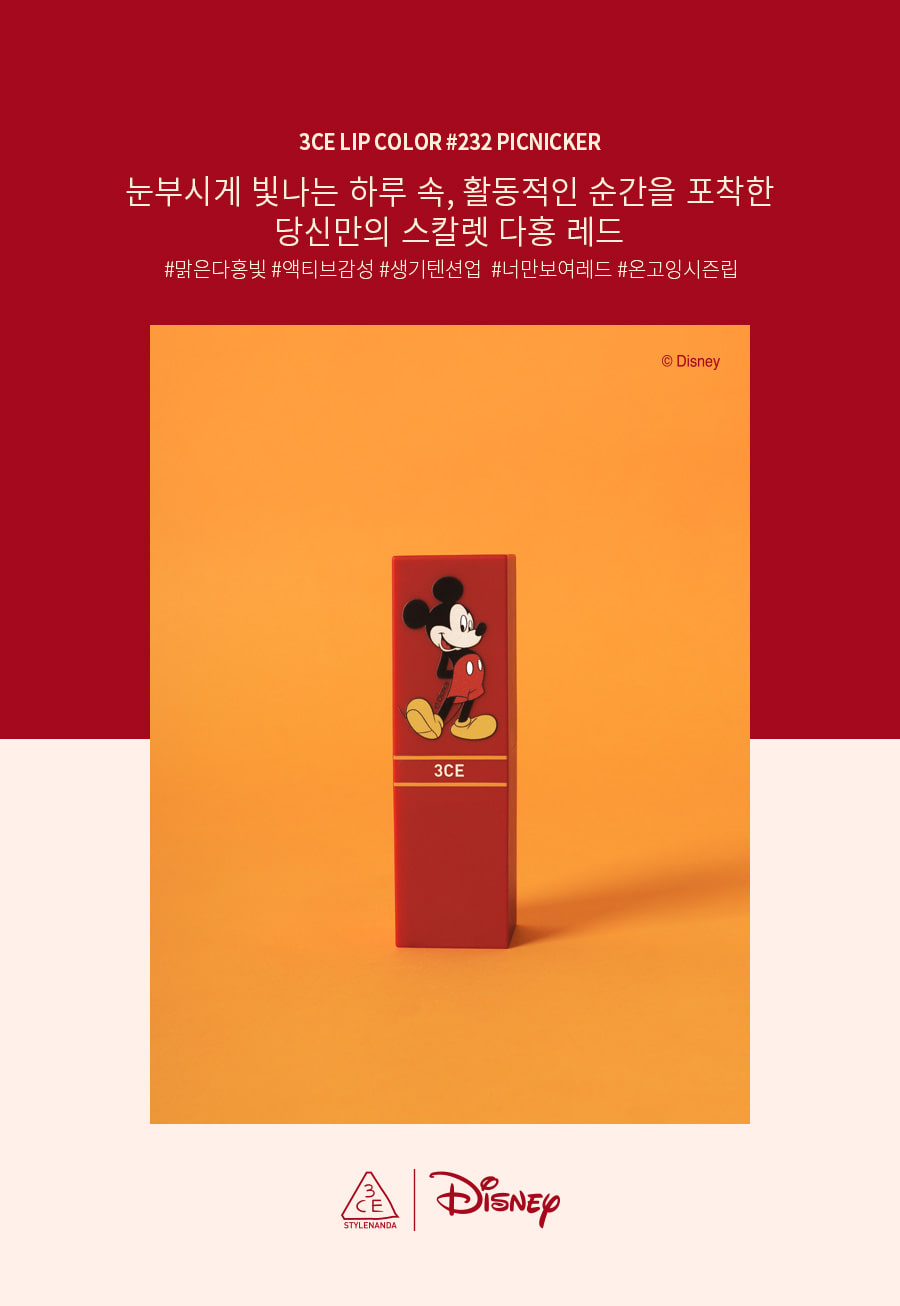 3CE LIP COLOR #232 PICNICKER
눈부시게 빛나는 하루 속, 활동적인 순간을 포착한
당신만의 스칼렛 다홍 레드
#맑은다홍빛 #액티브감성 #생기텐션업 #너만보여레드 #온고잉시즌립
© Disney
3CE
3
CE
STYLENANDA
Disney